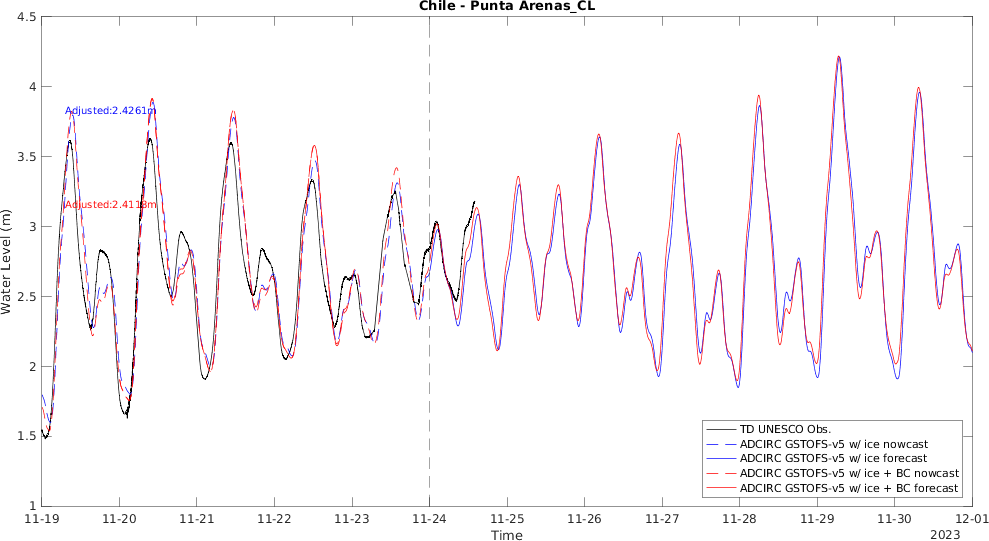 Chile - Punta Arenas_CL
Water Level (m)
4.5
4
3.5
3
2.5
2
1.5
1
Adjusted:2.4261m
Adjusted:2.4113m
TD UNESCO Obs.
ADCIRC GSTOFS-v5 w/ ice nowcast
ADCIRC GSTOFS-v5 w/ ice forecast
ADCIRC GSTOFS-v5 w/ ice + BC nowcast
ADCIRC GSTOFS-v5 w/ ice + BC forecast
11-19 11-20 11-21 11-22 11-23 11-24 11-25 11-26 11-27 11-28 11-29 11-30 12-01
Time
2023